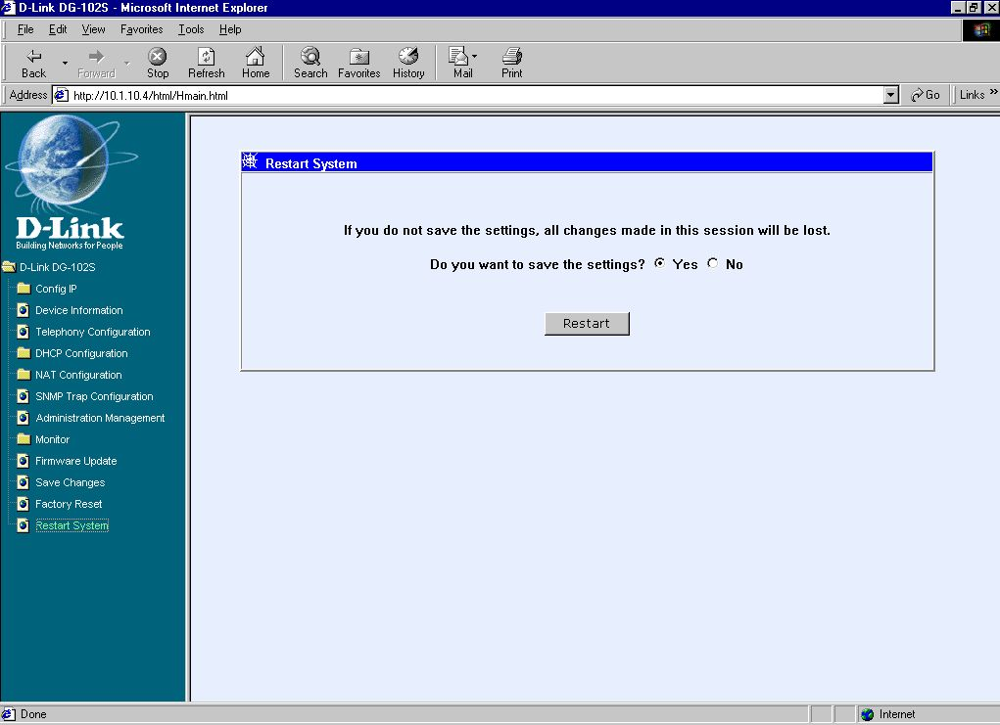 D-Link DG-102S - Microsoft Internet Explorer
File Edit View Favorites Tools Help
Back Forward Stop Refresh Home Search Favorites History Mail Print
Address http://10.1.10.4/html/Hmain.html Go Links »
D-Link
Building Networks for People
D-Link DG-102S
Config IP
Device Information
Telephony Configuration
DHCP Configuration
NAT Configuration
SNMP Trap Configuration
Administration Management
Monitor
Firmware Update
Save Changes
Factory Reset
Restart System
Restart System
If you do not save the settings, all changes made in this session will be lost.
Do you want to save the settings? Yes No
Restart
Done Internet